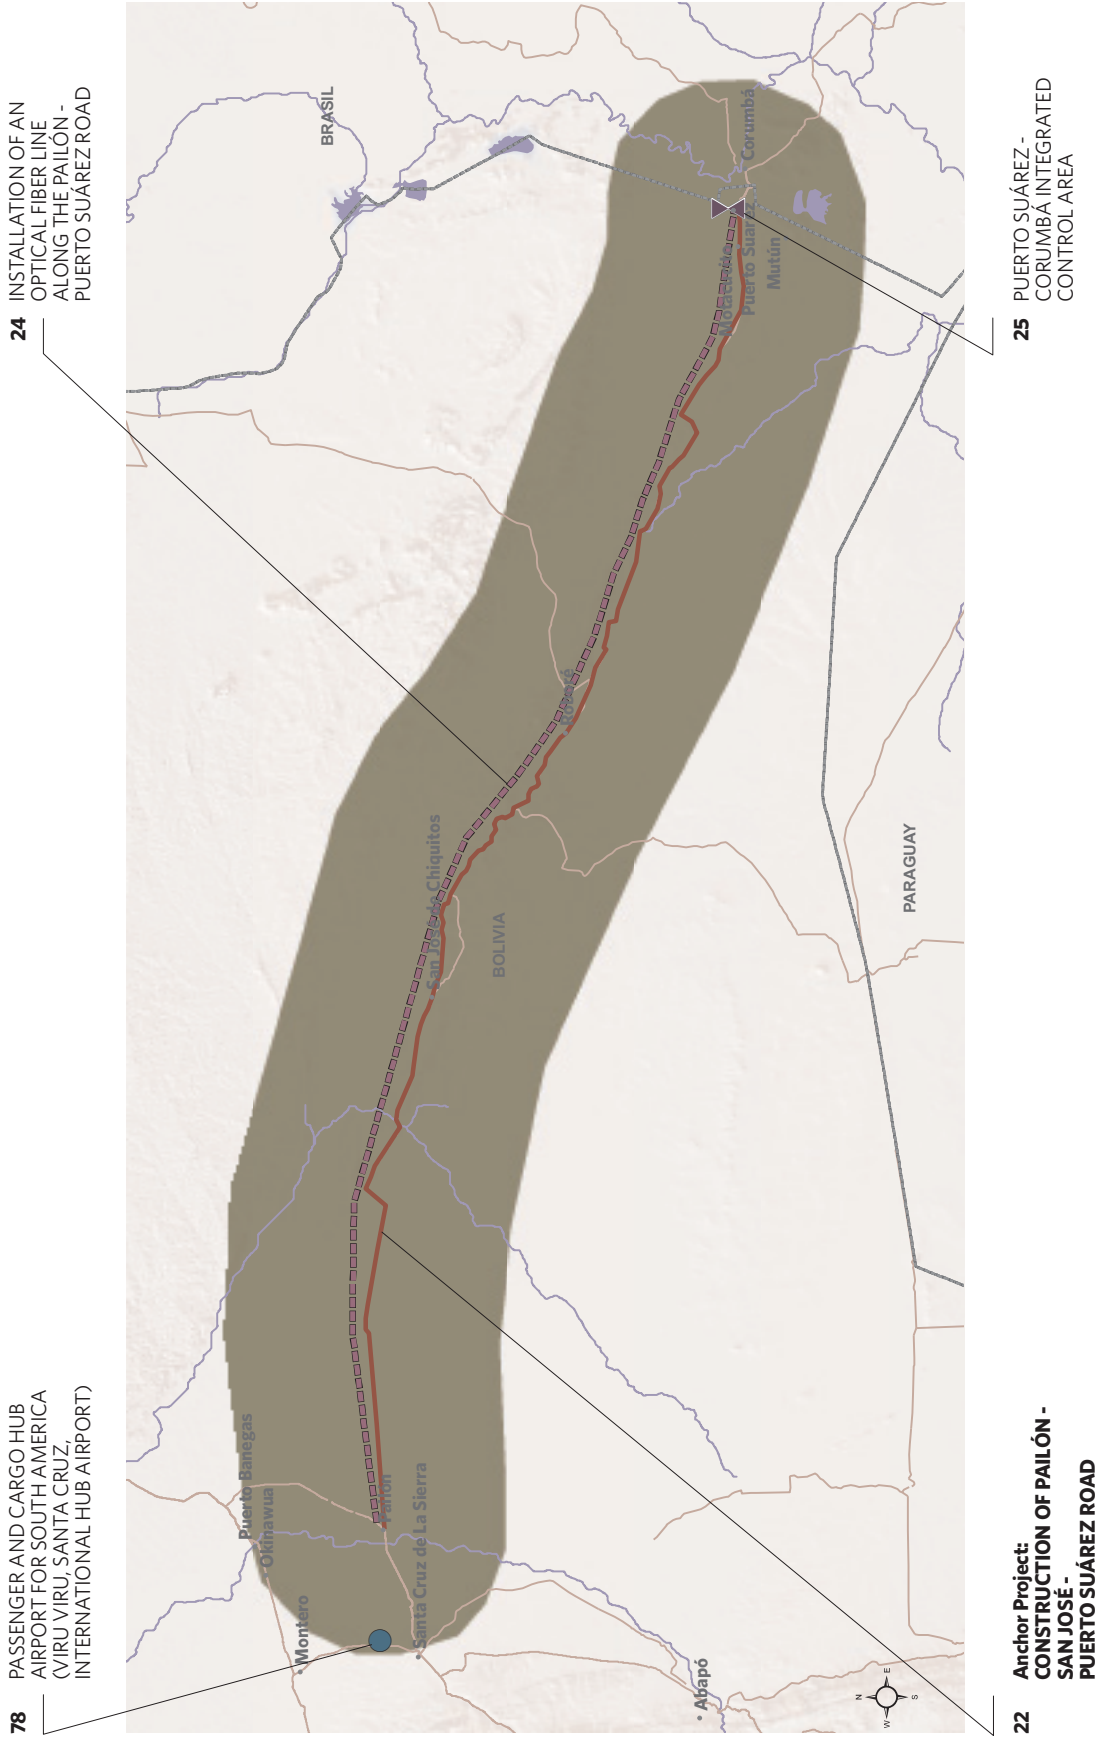 78 PASSENGER AND CARGO HUB
AIRPORT FOR SOUTH AMERICA
(VIRU VIRU, SANTA CRUZ,
INTERNATIONAL HUB AIRPORT)
24 INSTALLATION OF AN
OPTICAL FIBER LINE
ALONG THE PAILÓN -
PUERTO SUÁREZ ROAD
BRASIL
Corumbá
Puerto Suarez
Mutún
Roboré
San José de Chiquitos
BOLIVIA
PARAGUAY
Puerto Banegas
Okinawua
Montero
Pailón
Santa Cruz de La Sierra
Abapó
N
E
S
W
22 Anchor Project:
CONSTRUCTION OF PAILÓN -
SAN JOSÉ -
PUERTO SUÁREZ ROAD
25 PUERTO SUÁREZ -
CORUMBÁ INTEGRATED
CONTROL AREA